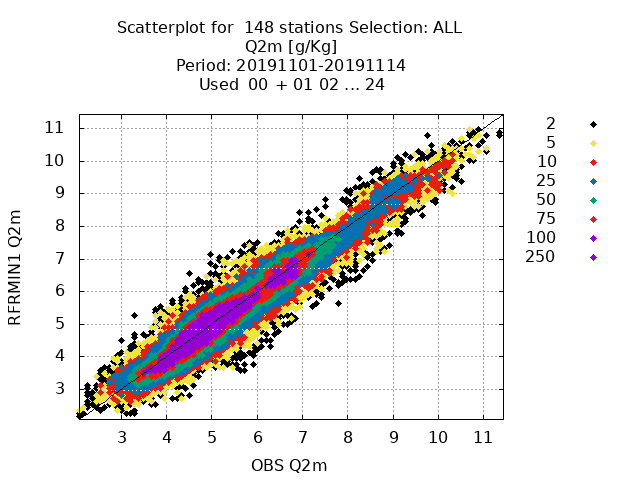 Scatterplot for  148 stations Selection: ALL
Q2m [g/Kg]
Period: 20191101-20191114
Used  00 + 01 02 ... 24
RFRMIN1 Q2m
11
10
9
8
7
6
5
4
3
3 4 5 6 7 8 9 10 11
OBS Q2m
2
5
10
25
50
75
100
250